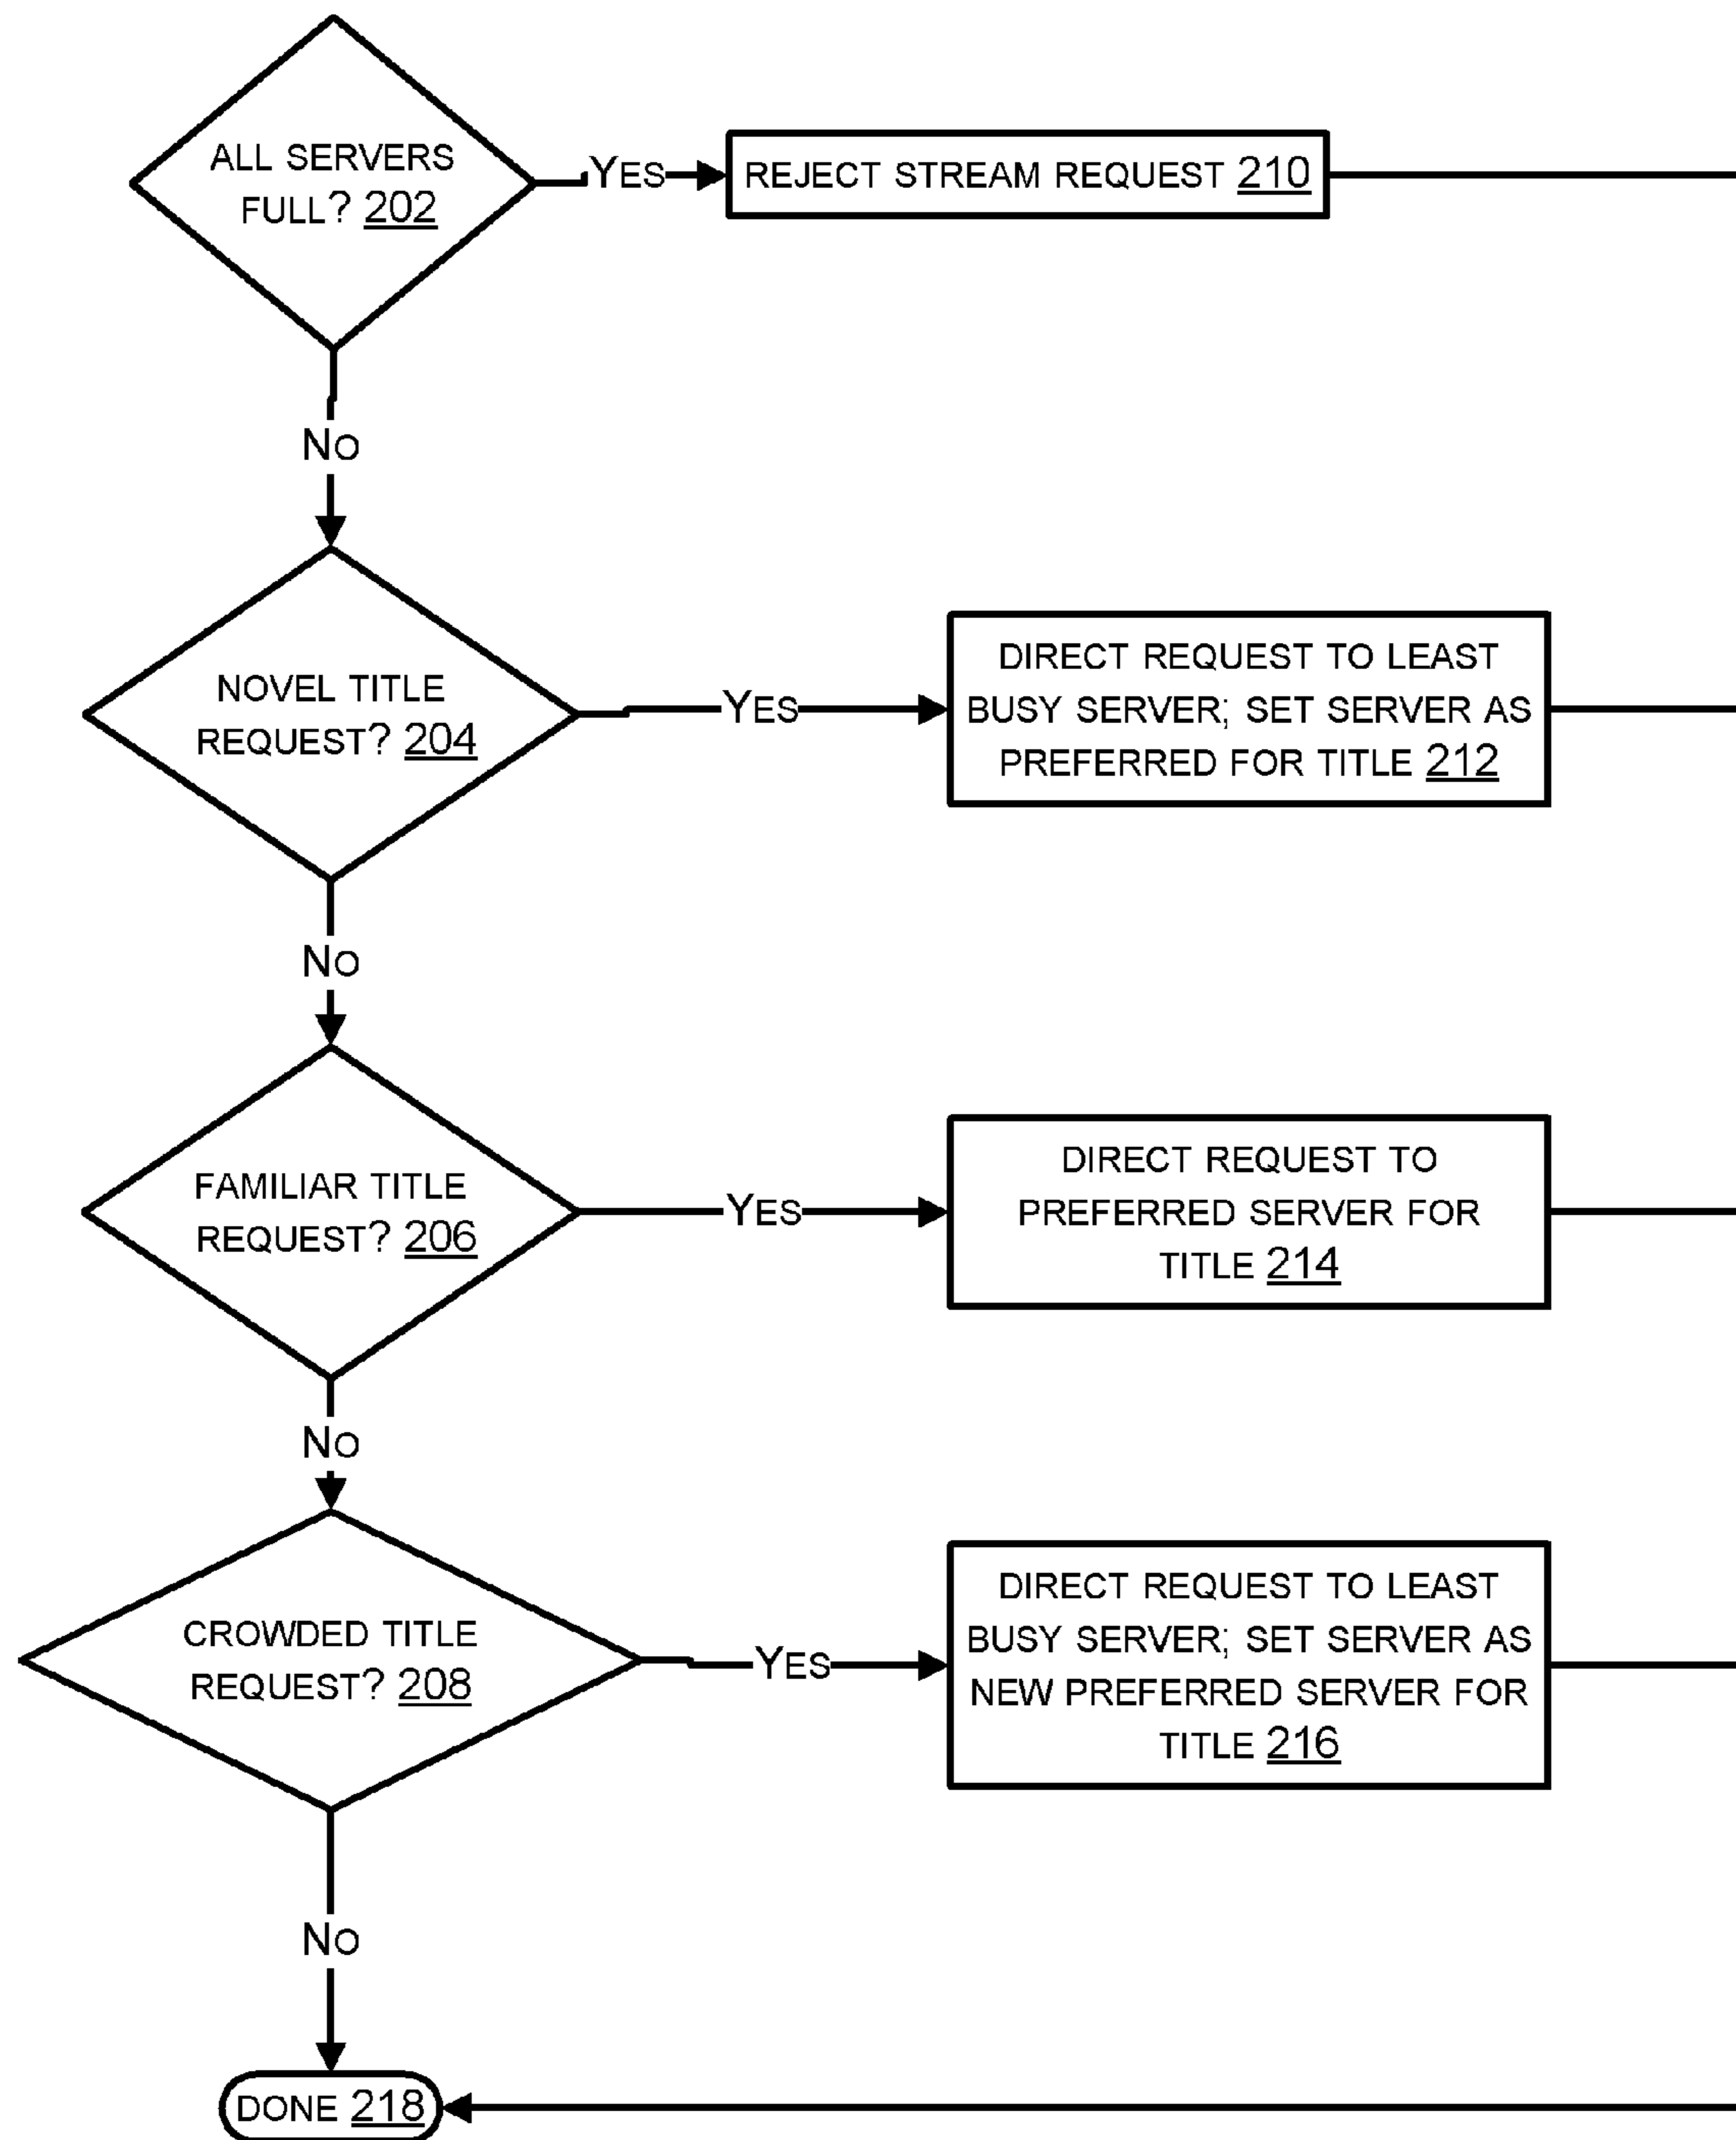 ALL SERVERS
FULL? 202
YES
REJECT STREAM REQUEST 210
NO
NOVEL TITLE
REQUEST? 204
YES
DIRECT REQUEST TO LEAST
BUSY SERVER; SET SERVER AS
PREFERRED FOR TITLE 212
NO
FAMILIAR TITLE
REQUEST? 206
YES
DIRECT REQUEST TO
PREFERRED SERVER FOR
TITLE 214
NO
CROWDED TITLE
REQUEST? 208
YES
DIRECT REQUEST TO LEAST
BUSY SERVER; SET SERVER AS
NEW PREFERRED SERVER FOR
TITLE 216
NO
DONE 218